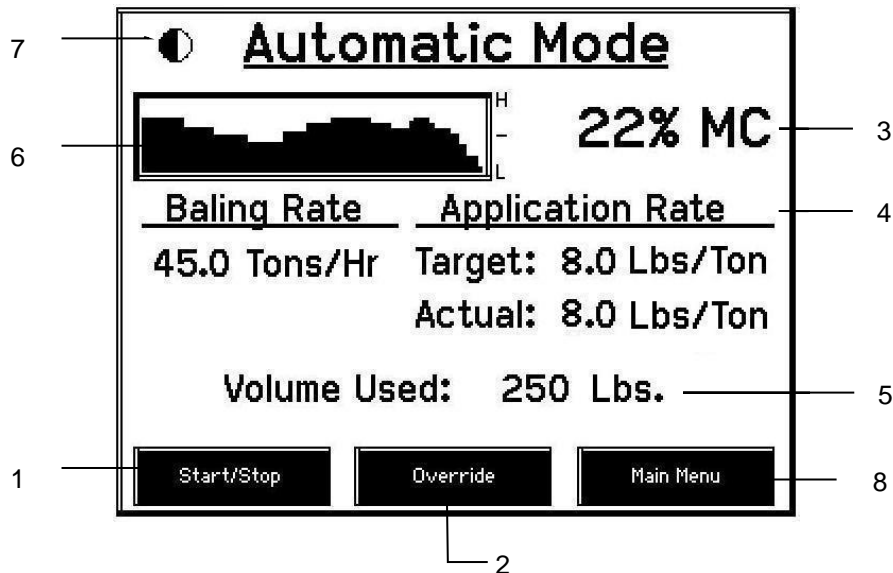 7
Automatic Mode
H
–
L
22% MC
3
6
Baling Rate
Application Rate
4
45.0 Tons/Hr
Target: 8.0 Lbs/Ton
Actual: 8.0 Lbs/Ton
Volume Used: 250 Lbs.
5
1
Start/Stop
Override
Main Menu
8
2